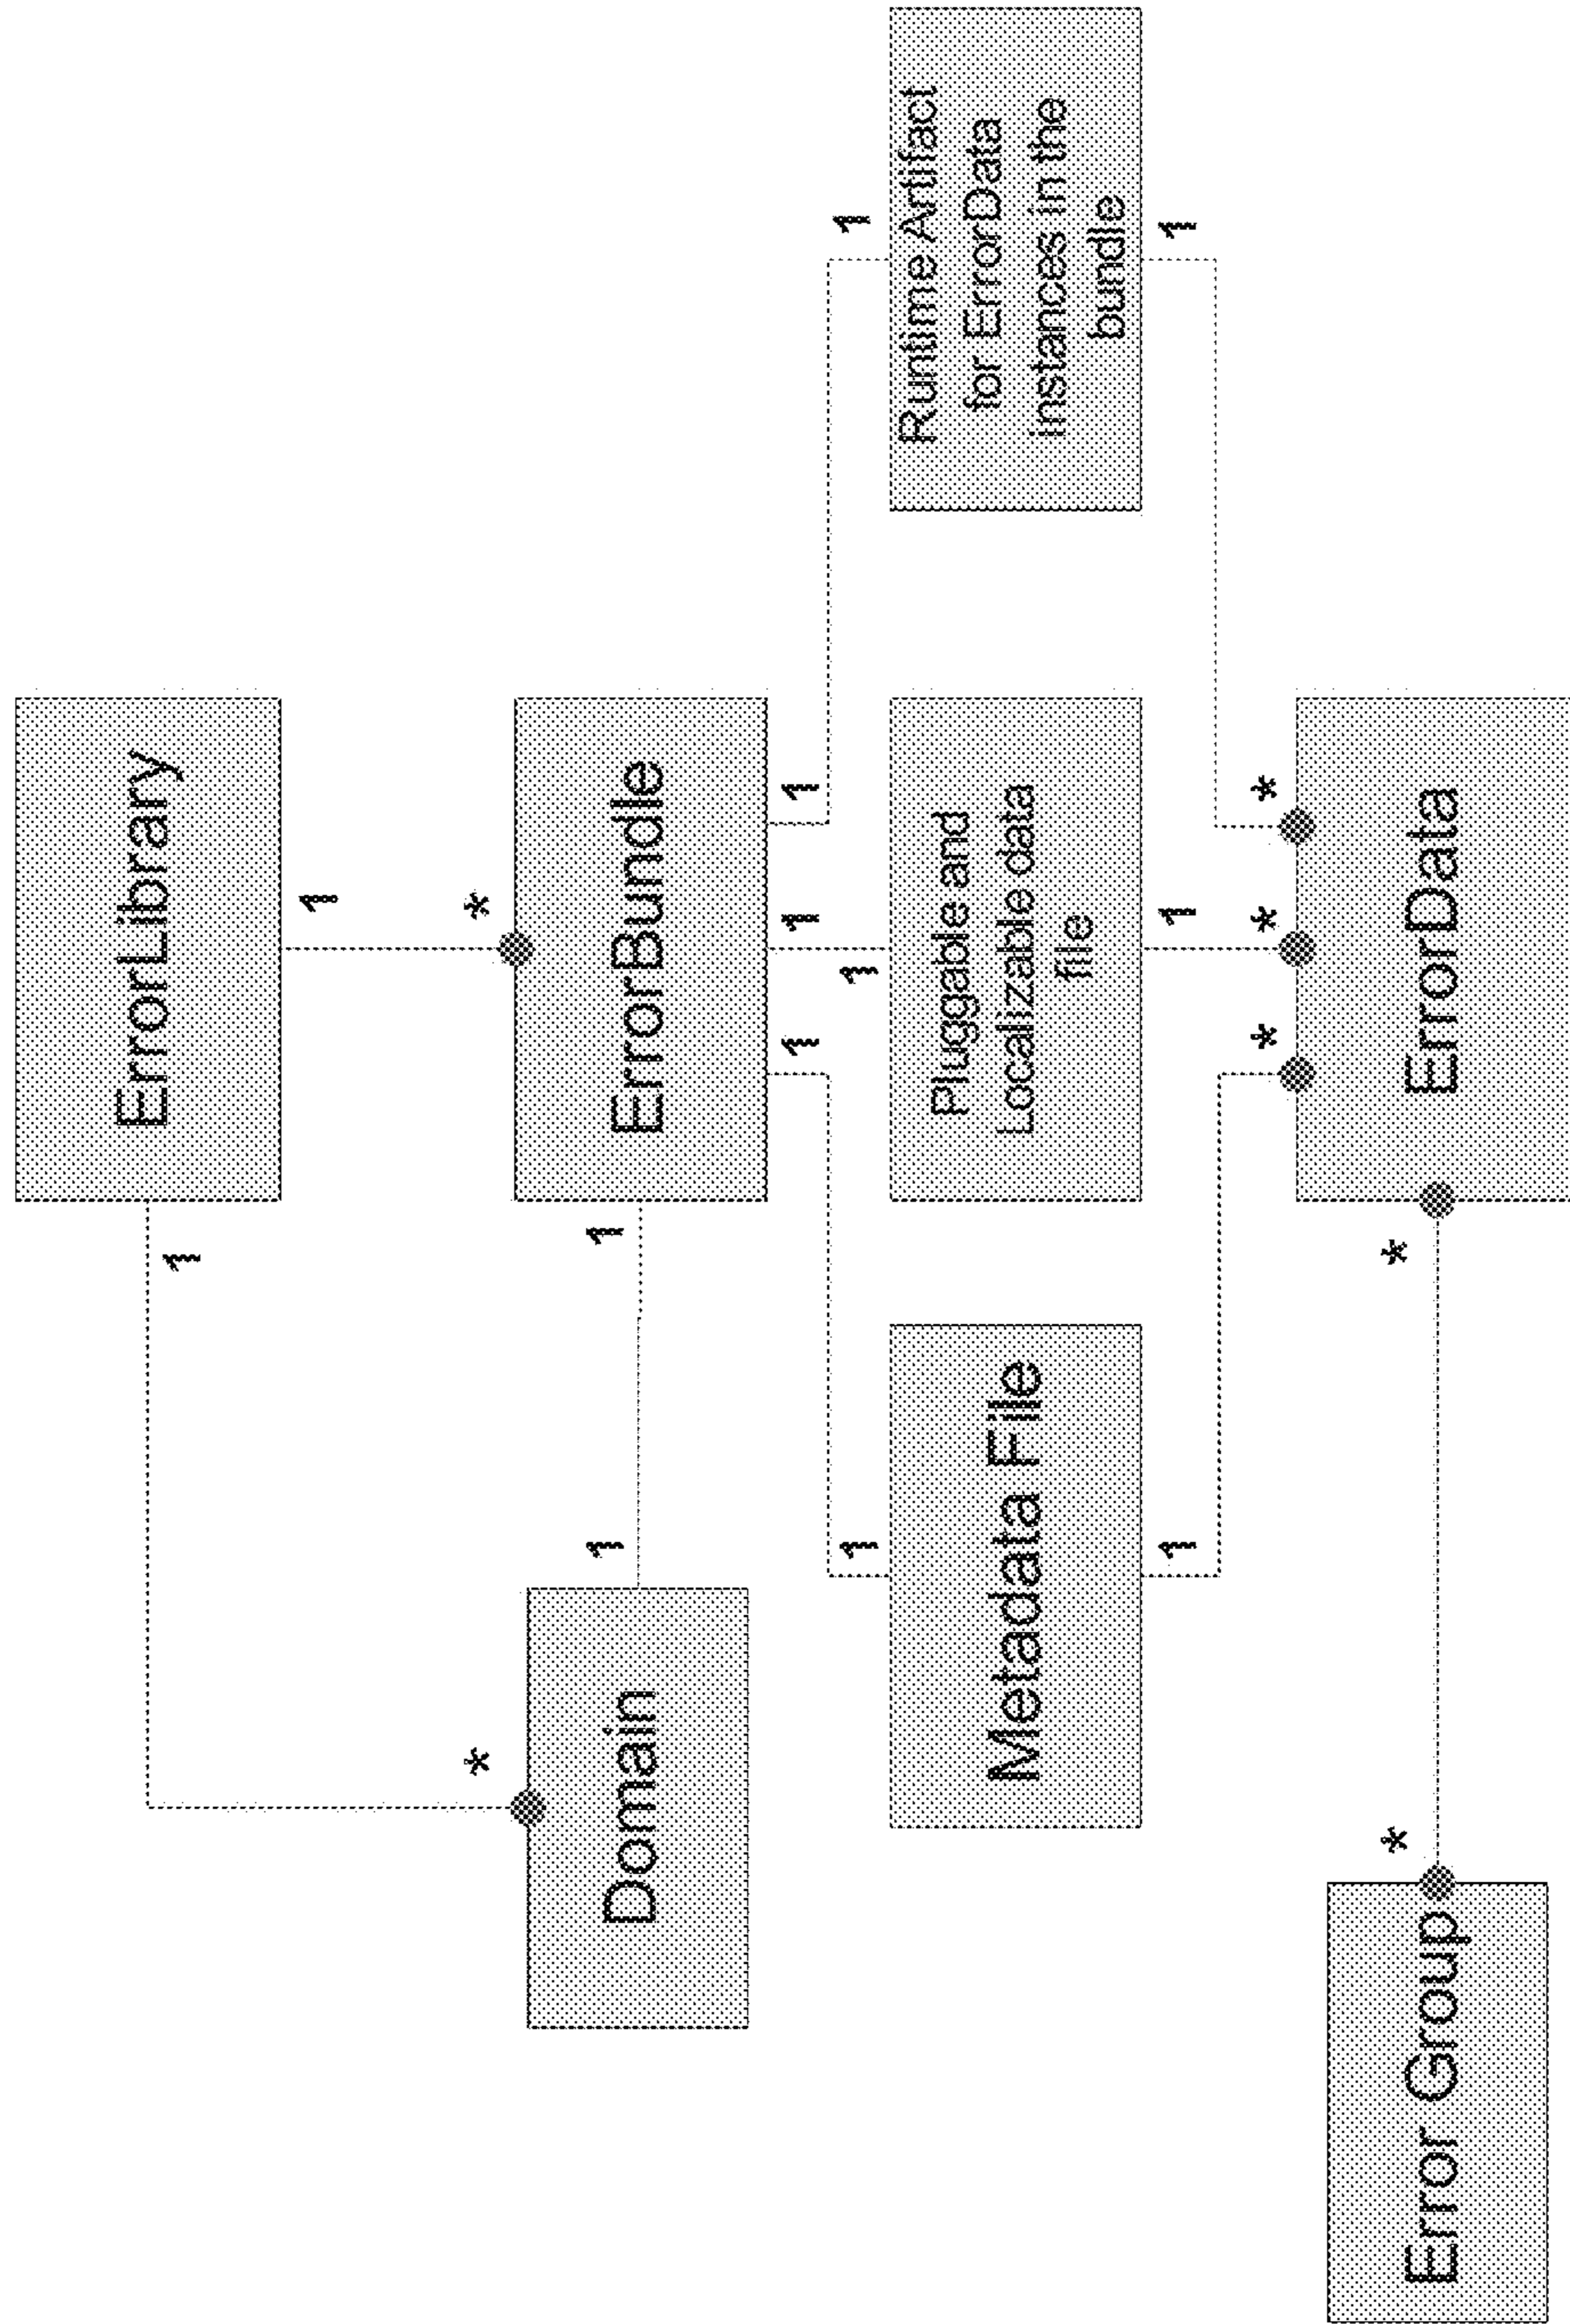 ErrorLibrary
1
1
*
*
1
1
Domain
ErrorBundle
1
1
1
1
1
1
Metadata File
Pluggable and
Localizable data
file
Runtime Artifact
for ErrorData
instances in the
bundle
1
1
1
*
*
*
*
*
Error Group
ErrorData